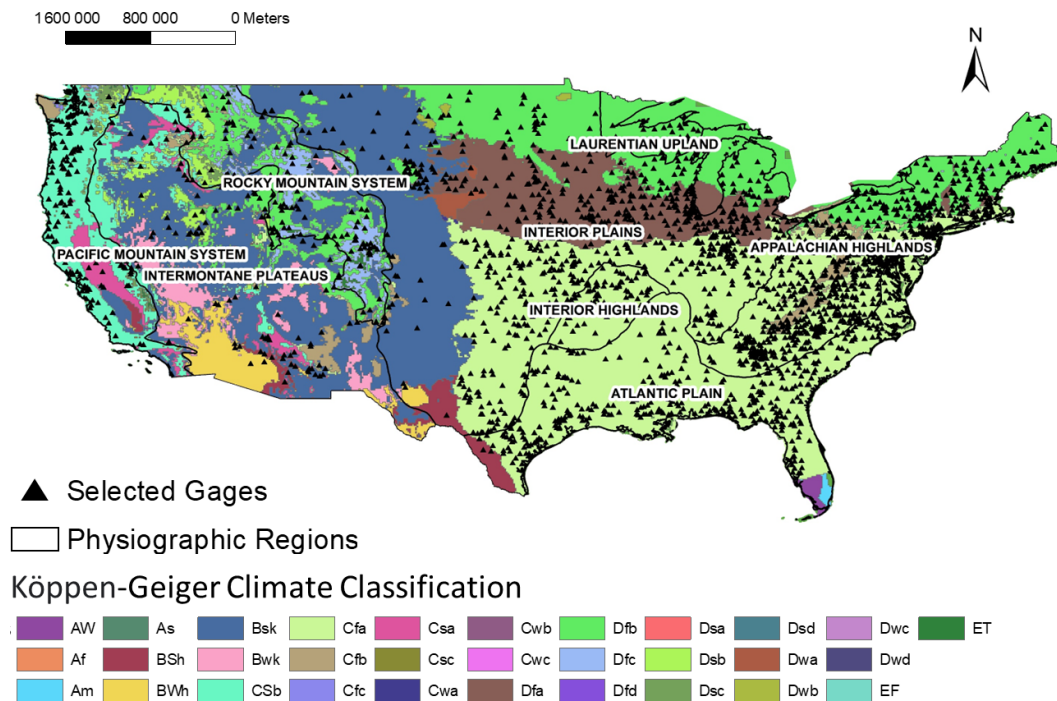 1 600 000 800 000 0 Meters
N
LAURENTIAN UPLAND
ROCKY MOUNTAIN SYSTEM
INTERIOR PLAINS
APPALACHIAN HIGHLANDS
PACIFIC MOUNTAIN SYSTEM
INTERMONTANE PLATEAUS
INTERIOR HIGHLANDS
ATLANTIC PLAIN
Selected Gages
Physiographic Regions
Köppen-Geiger Climate Classification
AW As Bsk Cfa Csa Cwb Dfb Dsa Dsd Dwc ET
Af BSh Bwk Cfb Csc Cwc Dfc Dsb Dwa Dwd
Am BWh CSb Cfc Cwa Dfa Dfd Dsc Dwb EF